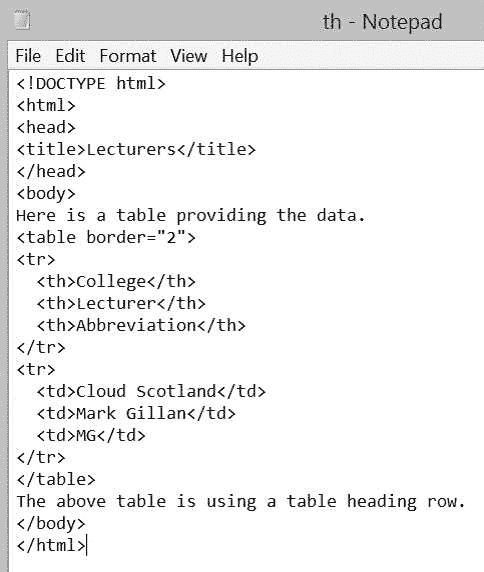 th - Notepad
File Edit Format View Help
<!DOCTYPE html>
<html>
<head>
<title>Lecturers</title>
</head>
<body>
Here is a table providing the data.
<table border="2">
<tr>
  <th>College</th>
  <th>Lecturer</th>
  <th>Abbreviation</th>
</tr>
<tr>
  <td>Cloud Scotland</td>
  <td>Mark Gillan</td>
  <td>MG</td>
</tr>
</table>
The above table is using a table heading row.
</body>
</html>